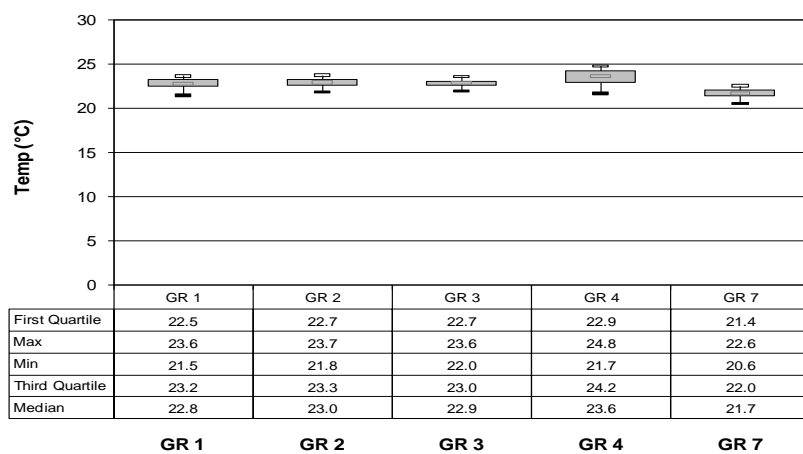 30
25
20
15
10
5
0
Temp (°C)
GR 1 GR 2 GR 3 GR 4 GR 7
First Quartile 22.5 22.7 22.7 22.9 21.4
Max 23.6 23.7 23.6 24.8 22.6
Min 21.5 21.8 22.0 21.7 20.6
Third Quartile 23.2 23.3 23.0 24.2 22.0
Median 22.8 23.0 22.9 23.6 21.7
GR 1 GR 2 GR 3 GR 4 GR 7